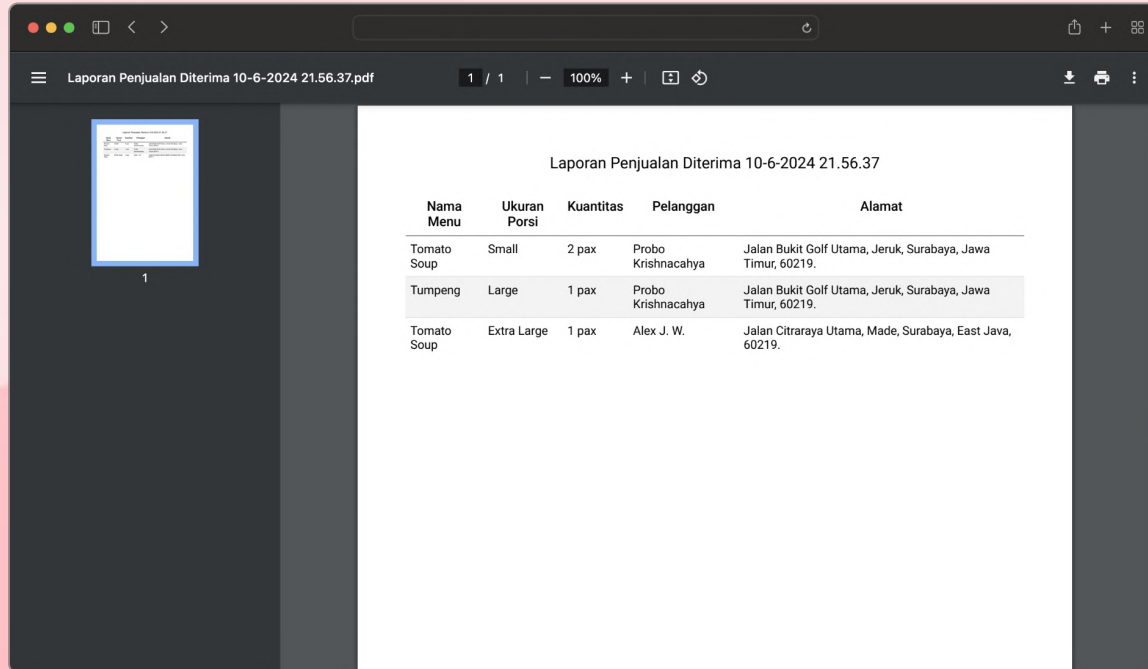 Laporan Penjualan Diterima 10-6-2024 21.56.37.pdf
1 / 1
100%
1
Laporan Penjualan Diterima 10-6-2024 21.56.37
Nama Menu Ukuran Porsi Kuantitas Pelanggan Alamat
Tomato Small 2 pax Probo Jalan Bukit Golf Utama, Jeruk, Surabaya, Jawa
Soup Krishnacahya Timur, 60219.
Tumpeng Large 1 pax Probo Jalan Bukit Golf Utama, Jeruk, Surabaya, Jawa
Krishnacahya Timur, 60219.
Tomato Extra Large 1 pax Alex J. W. Jalan Citraraya Utama, Made, Surabaya, East Java,
Soup 60219.